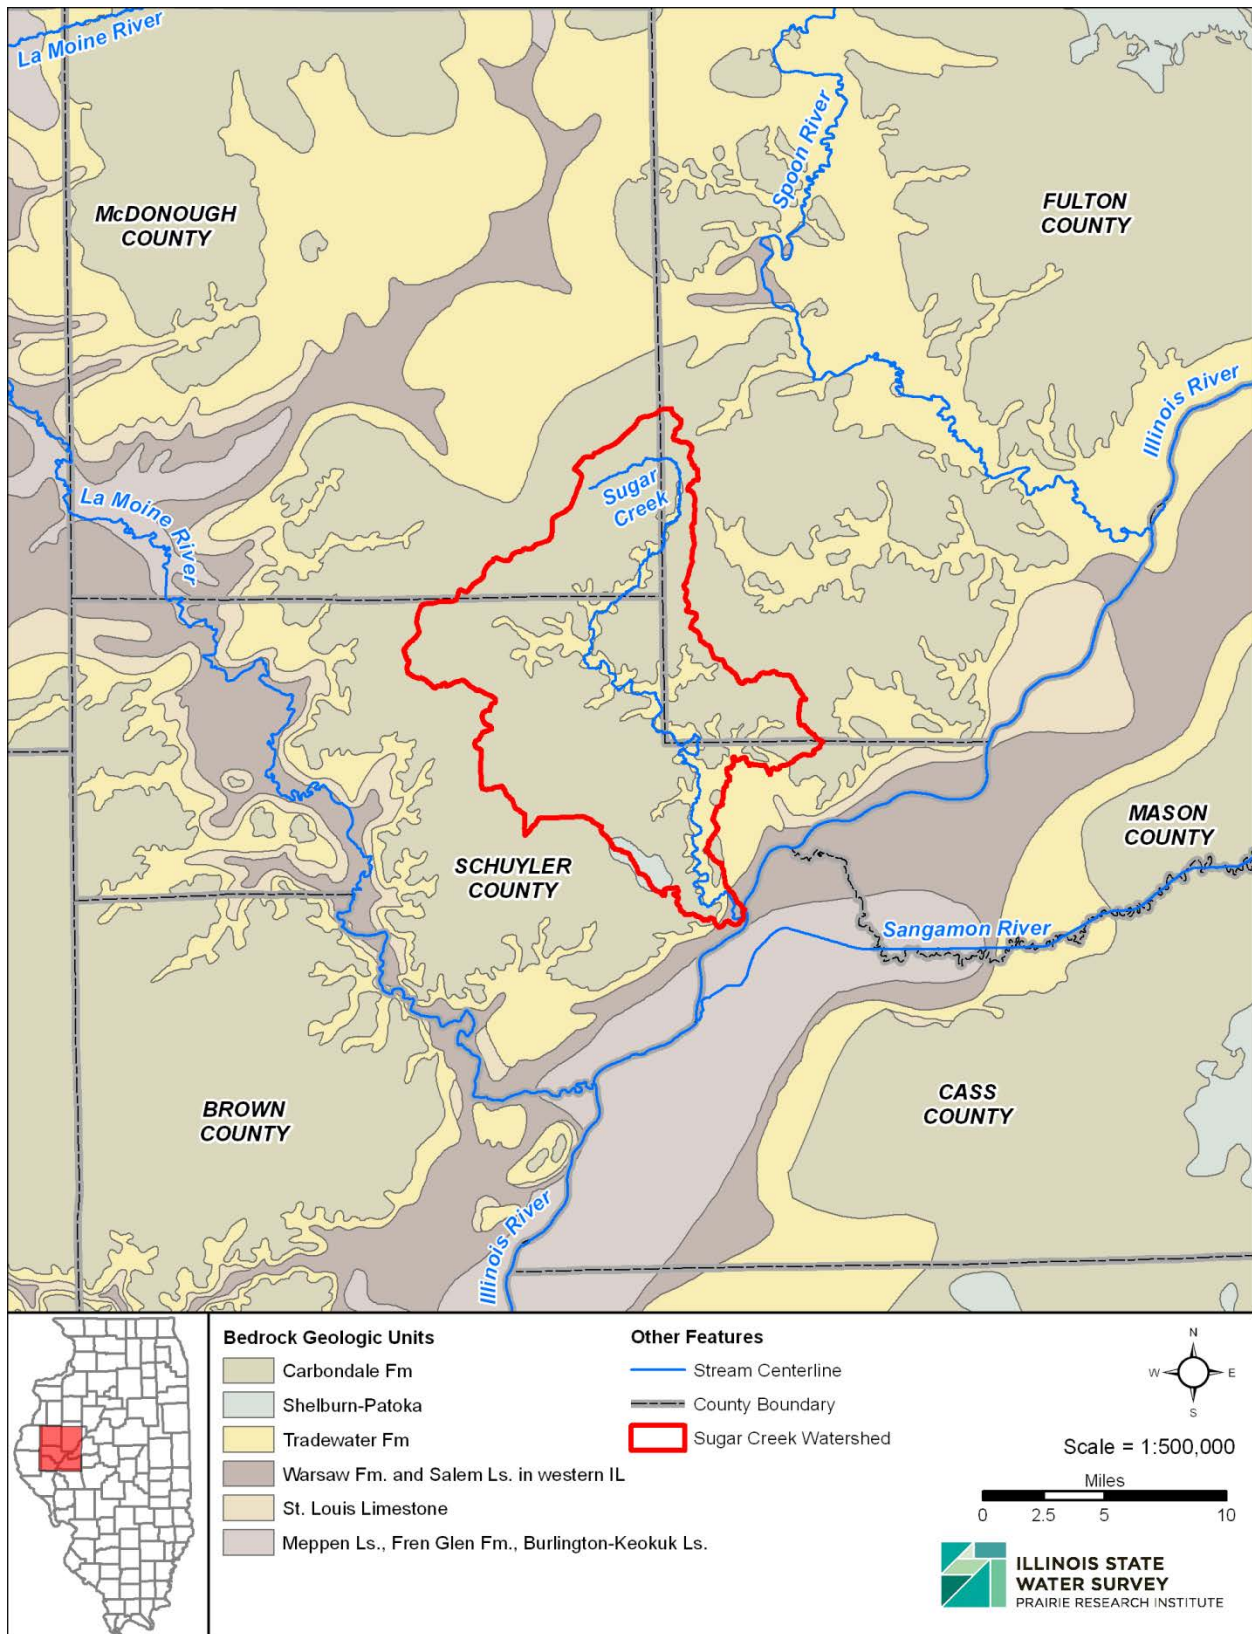 La Moine River
Spoon River
McDONOUGH
COUNTY
FULTON
COUNTY
Illinois River
Sugar
Creek
La Moine River
MASON
COUNTY
SCHUYLER
COUNTY
Sangamon River
CASS
COUNTY
BROWN
COUNTY
Illinois River
Bedrock Geologic Units
Carbondale Fm
Shelburn-Patoka
Tradewater Fm
Warsaw Fm. and Salem Ls. in western IL
St. Louis Limestone
Meppen Ls., Fren Glen Fm., Burlington-Keokuk Ls.
Other Features
Stream Centerline
County Boundary
Sugar Creek Watershed
N
W E
S
Scale = 1:500,000
Miles
0 2.5 5 10
ILLINOIS STATE
WATER SURVEY
PRAIRIE RESEARCH INSTITUTE